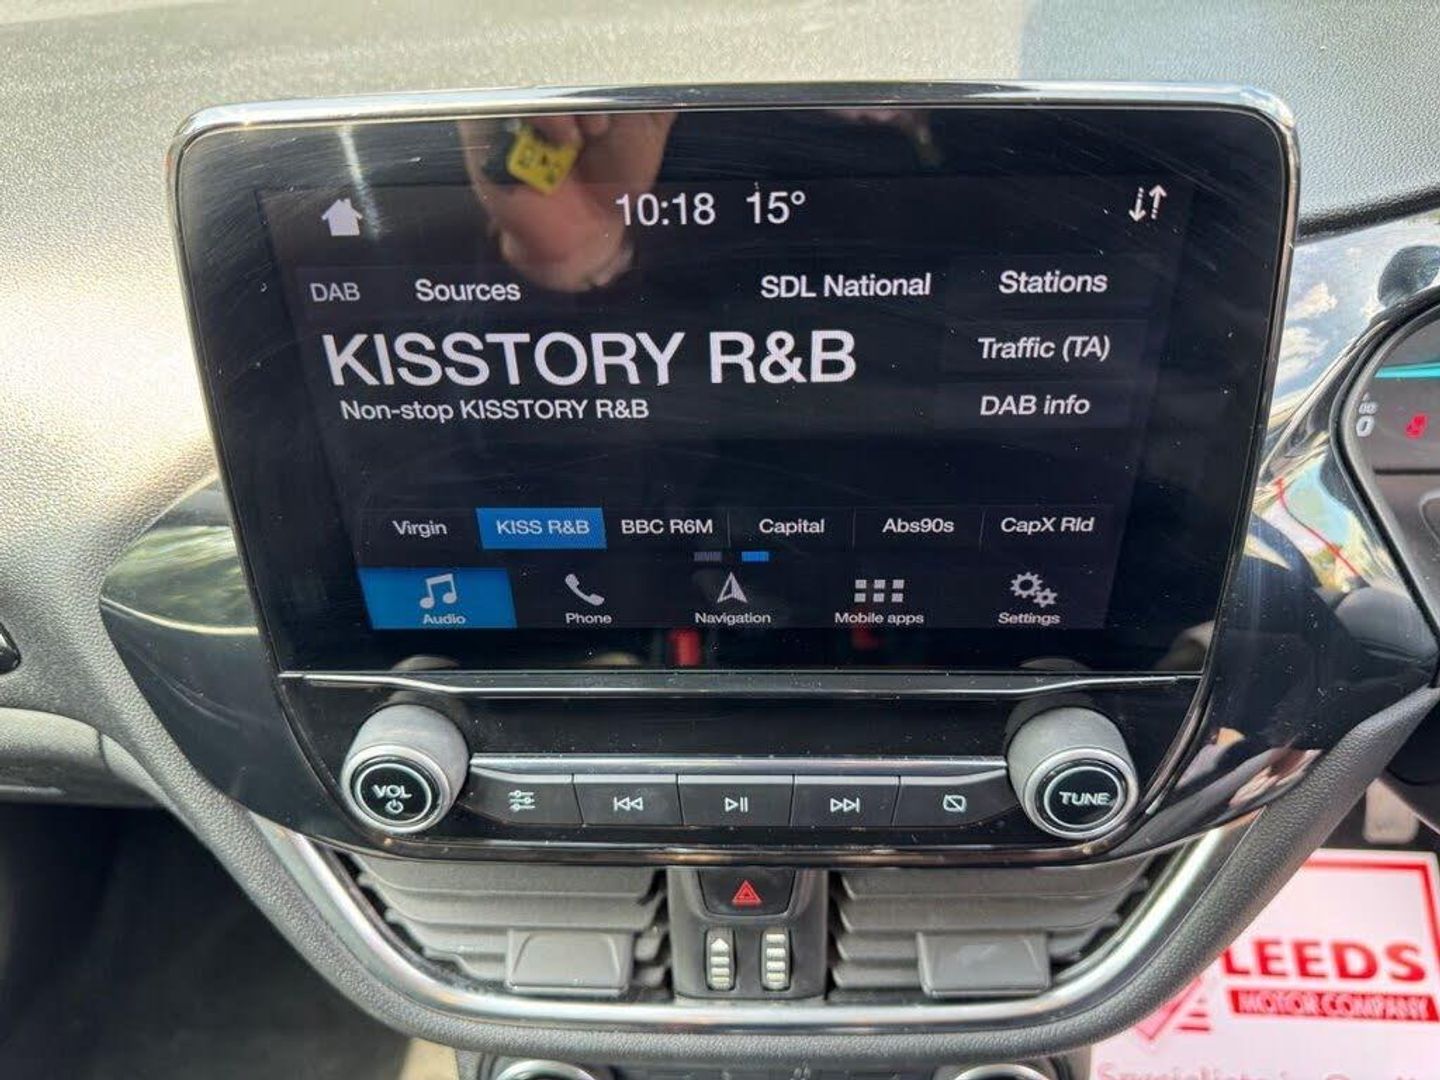 10:18 15°
DAB Sources SDL National Stations
KISSTORY R&B Traffic (TA)
Non-stop KISSTORY R&B DAB info
Virgin KISS R&B BBC R6M Capital Abs90s CapX Rld
Audio Phone Navigation Mobile apps Settings
VOL TUNE
LEEDS
MOTOR COMPANY